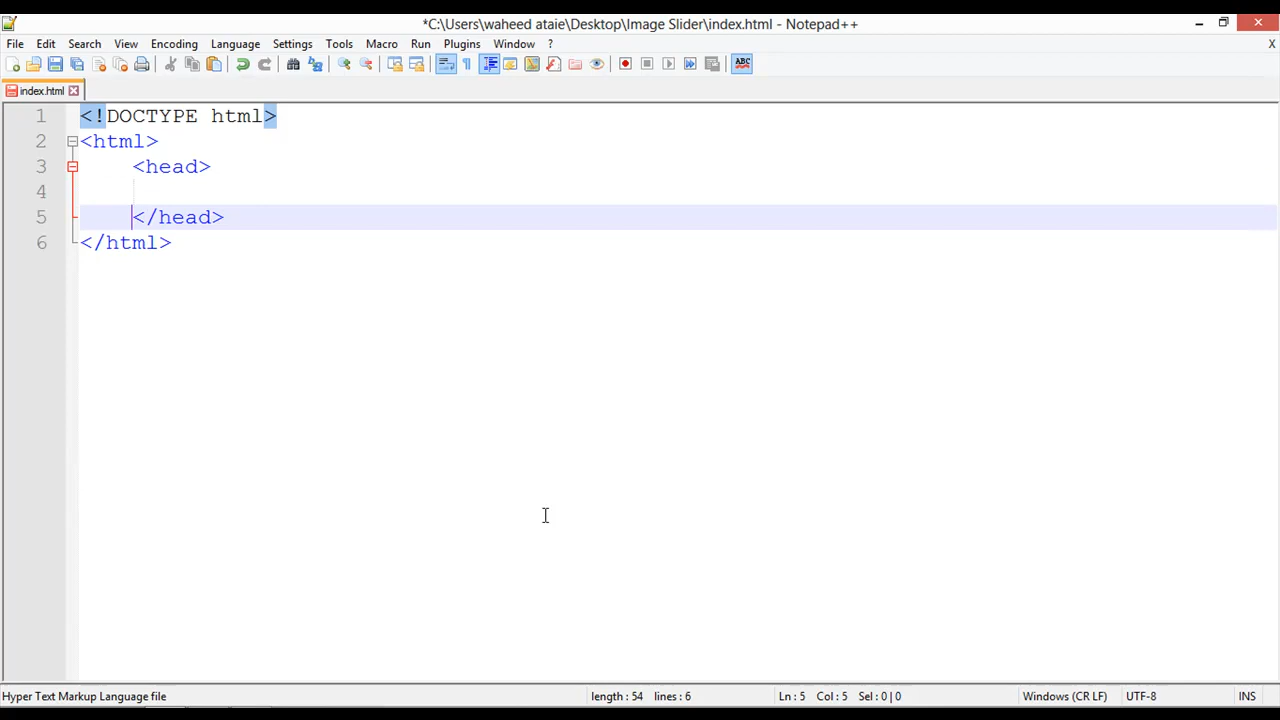 *C:\Users\waheed ataie\Desktop\Image Slider\index.html - Notepad++
File Edit Search View Encoding Language Settings Tools Macro Run Plugins Window ? X
ABC
index.html
1 <!DOCTYPE html>
2 <html>
3 <head>
4
5 </head>
6 </html>
Hyper Text Markup Language file length : 54 lines : 6 Ln : 5 Col : 5 Sel : 0 | 0 Windows (CR LF) UTF-8 INS